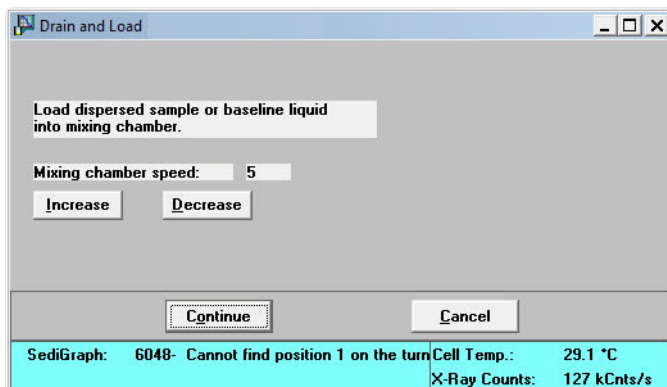 Drain and Load
Load dispersed sample or baseline liquid
into mixing chamber.
Mixing chamber speed: 5
Increase Decrease
Continue Cancel
SediGraph: 6048- Cannot find position 1 on the turn Cell Temp.: 29.1 °C
X-Ray Counts: 127 kCnts/s